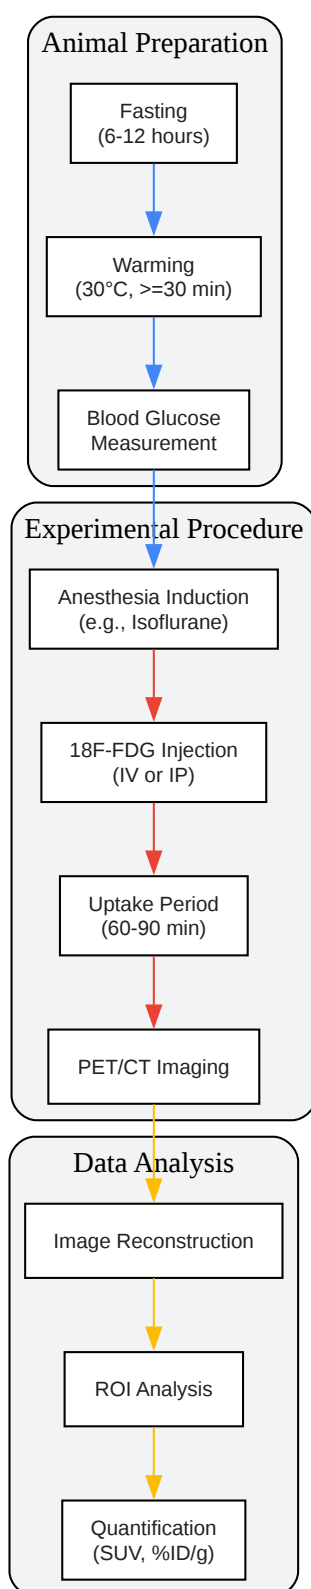 Animal Preparation
Fasting
(6-12 hours)
Warming
(30°C, >=30 min)
Blood Glucose
Measurement
Experimental Procedure
Anesthesia Induction
(e.g., Isoflurane)
18F-FDG Injection
(IV or IP)
Uptake Period
(60-90 min)
PET/CT Imaging
Data Analysis
Image Reconstruction
ROI Analysis
Quantification
(SUV, %ID/g)